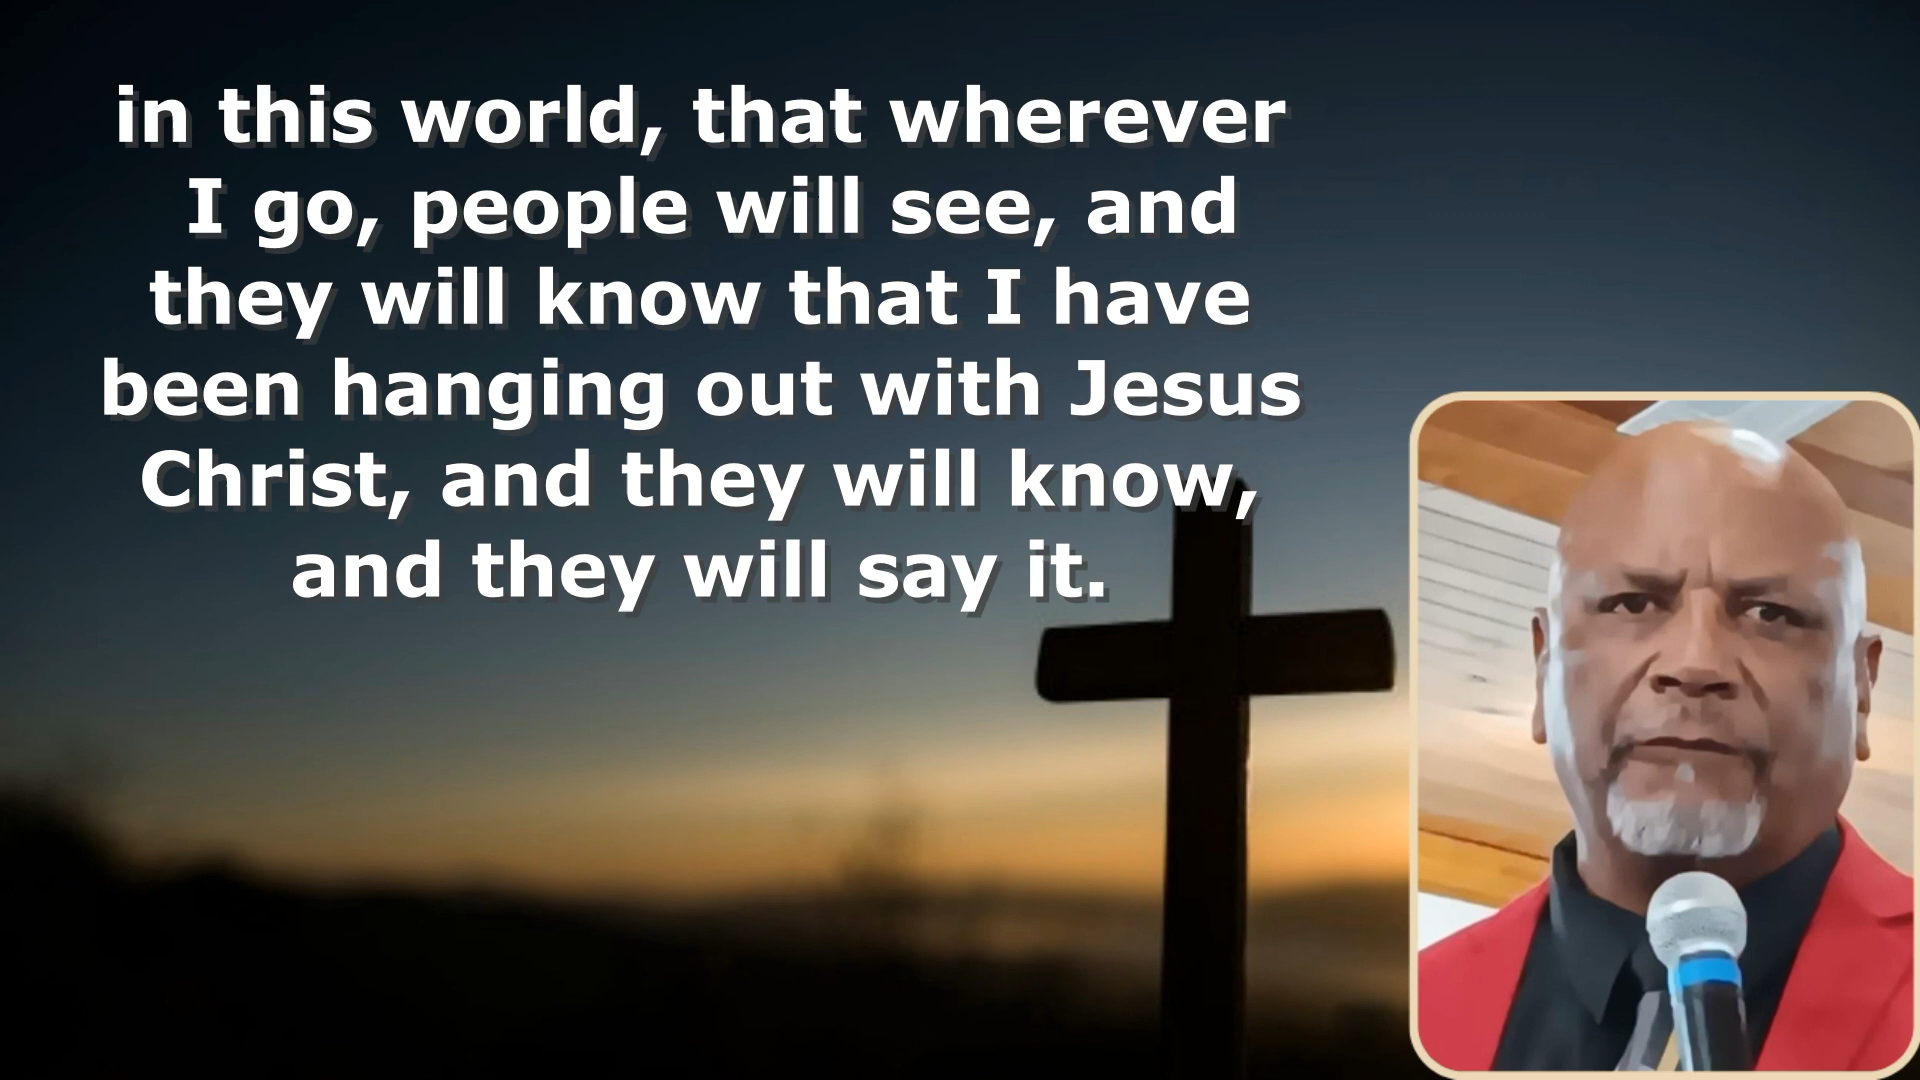 in this world, that wherever
I go, people will see, and
they will know that I have
been hanging out with Jesus
Christ, and they will know,
and they will say it.